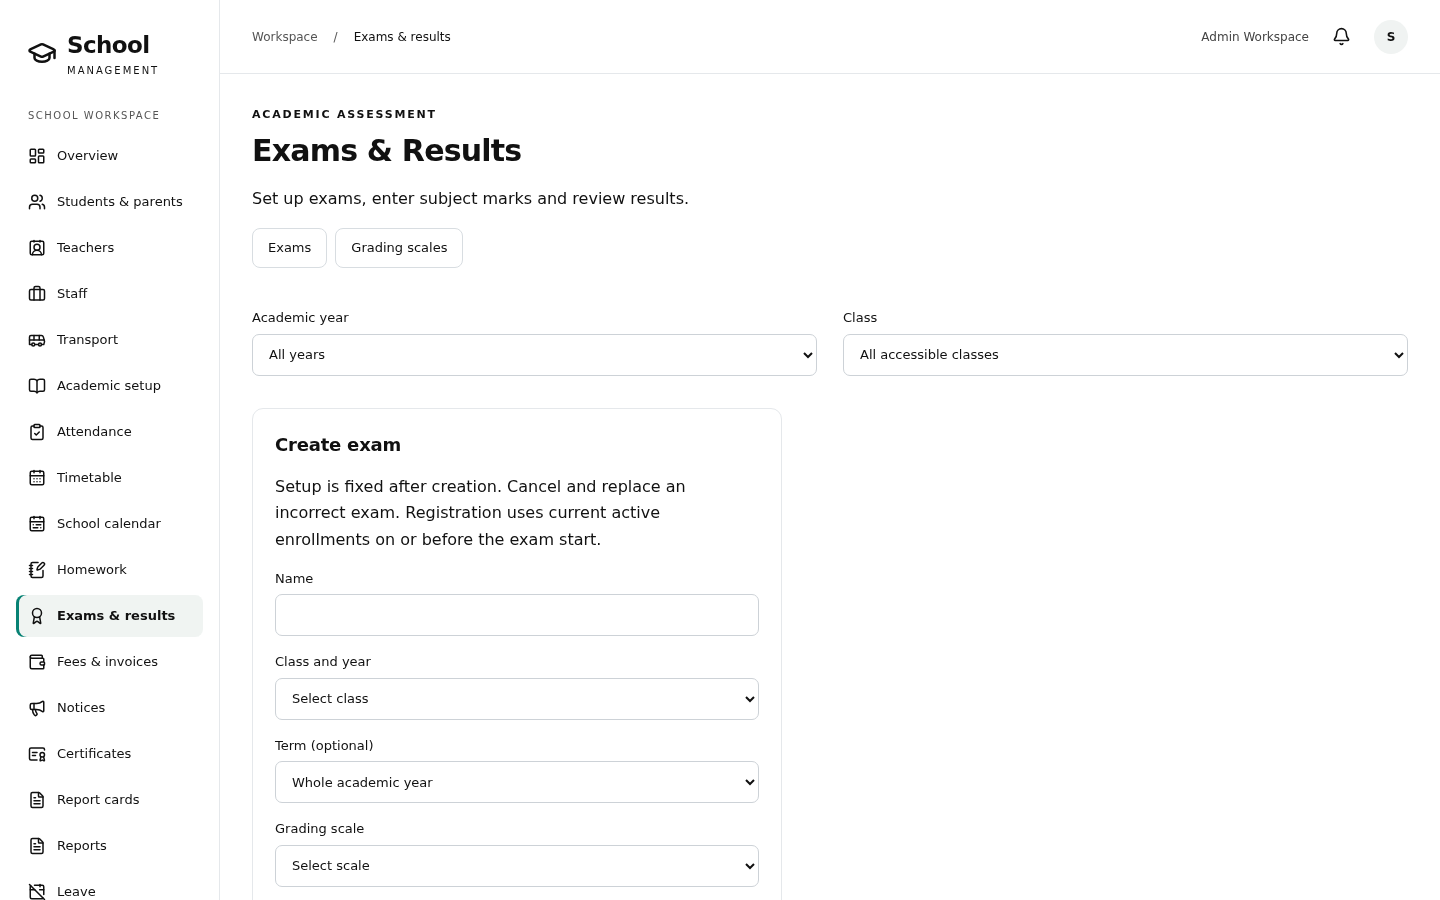 School
MANAGEMENT
SCHOOL WORKSPACE
Overview
Students & parents
Teachers
Staff
Transport
Academic setup
Attendance
Timetable
School calendar
Homework
Exams & results
Fees & invoices
Notices
Certificates
Report cards
Reports
Leave
Workspace / Exams & results
Admin Workspace
S
ACADEMIC ASSESSMENT
Exams & Results
Set up exams, enter subject marks and review results.
Exams
Grading scales
Academic year
All years
Class
All accessible classes
Create exam
Setup is fixed after creation. Cancel and replace an
incorrect exam. Registration uses current active
enrollments on or before the exam start.
Name
Class and year
Select class
Term (optional)
Whole academic year
Grading scale
Select scale